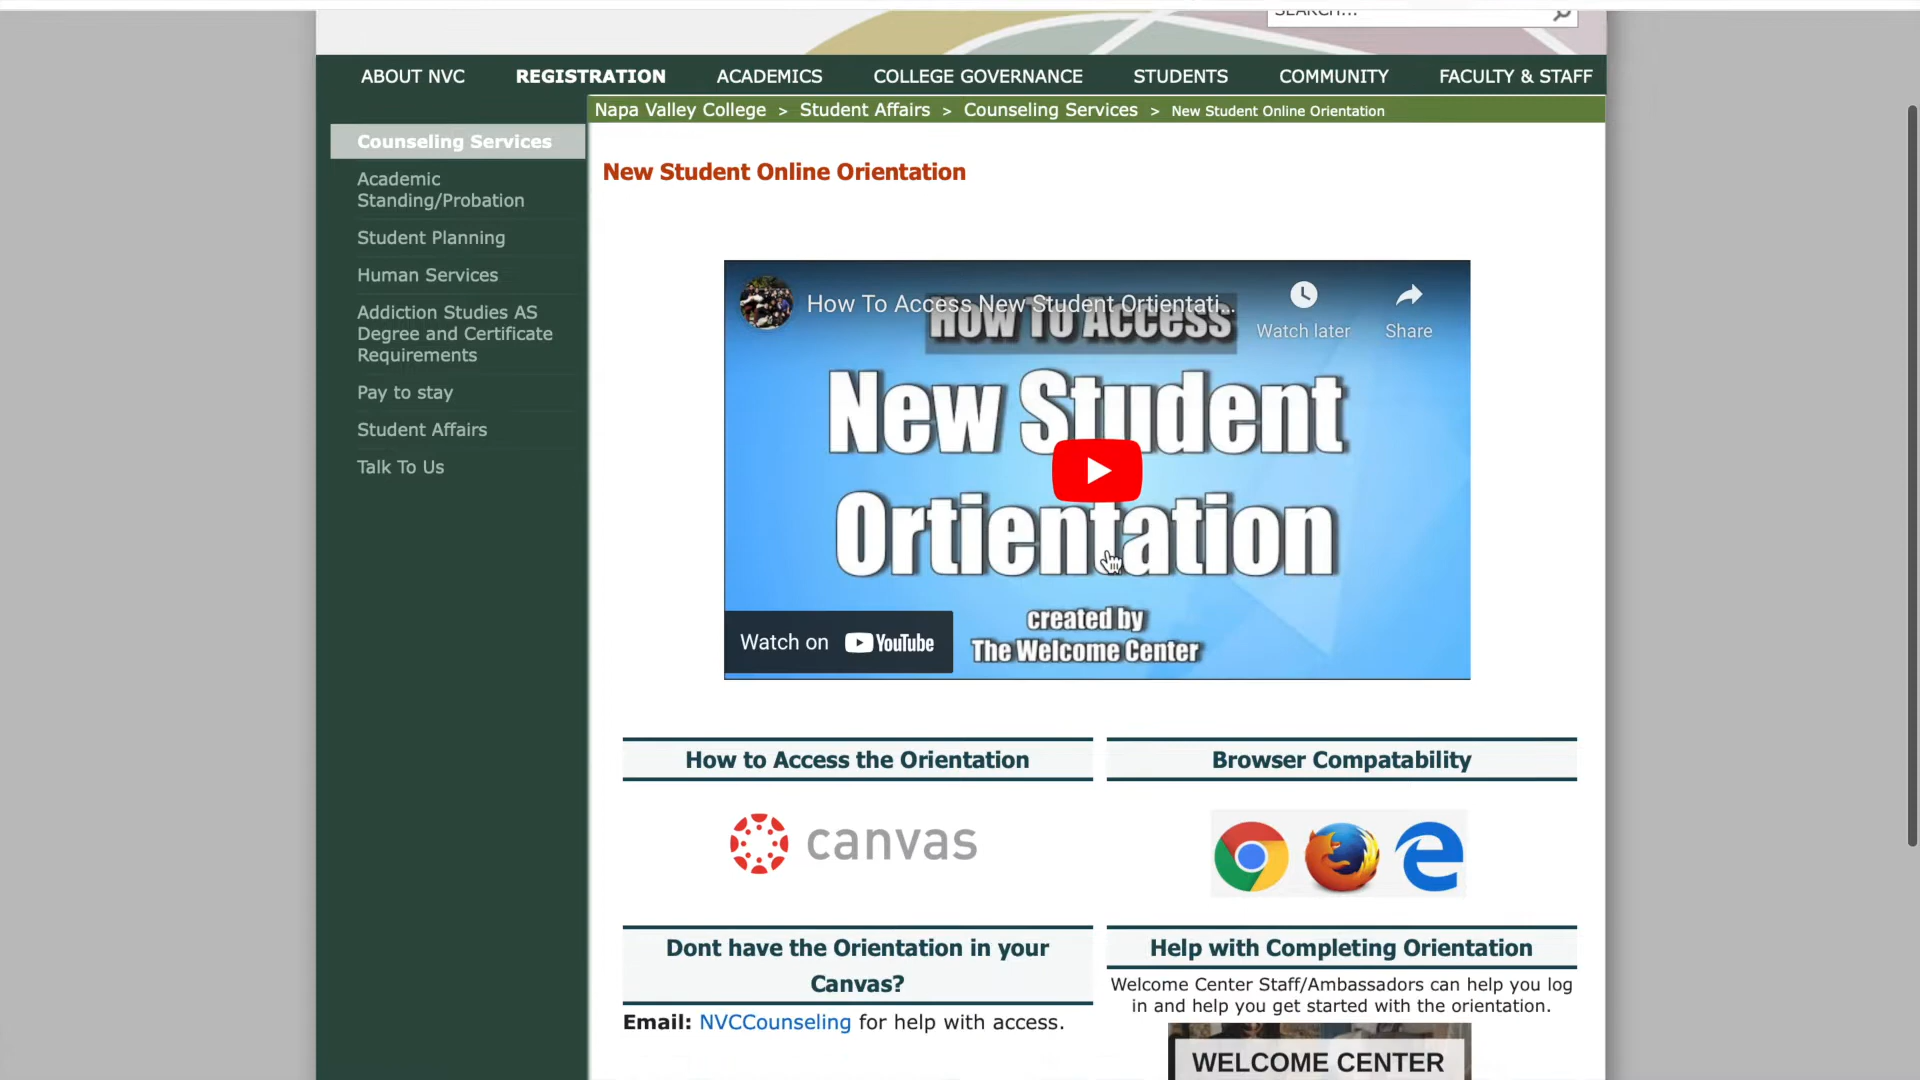 SEARCH...
ABOUT NVC REGISTRATION ACADEMICS COLLEGE GOVERNANCE STUDENTS COMMUNITY FACULTY & STAFF
Napa Valley College > Student Affairs > Counseling Services > New Student Online Orientation
Counseling Services
Academic
Standing/Probation
Student Planning
Human Services
Addiction Studies AS
Degree and Certificate
Requirements
Pay to stay
Student Affairs
Talk To Us
New Student Online Orientation
How To Access New Student Ortientati...
Watch later
Share
How To Access
New Student
Ortientation
created by
The Welcome Center
Watch on YouTube
How to Access the Orientation
canvas
Browser Compatability
Dont have the Orientation in your
Canvas?
Email: NVCCounseling for help with access.
Help with Completing Orientation
Welcome Center Staff/Ambassadors can help you log
in and help you get started with the orientation.
WELCOME CENTER